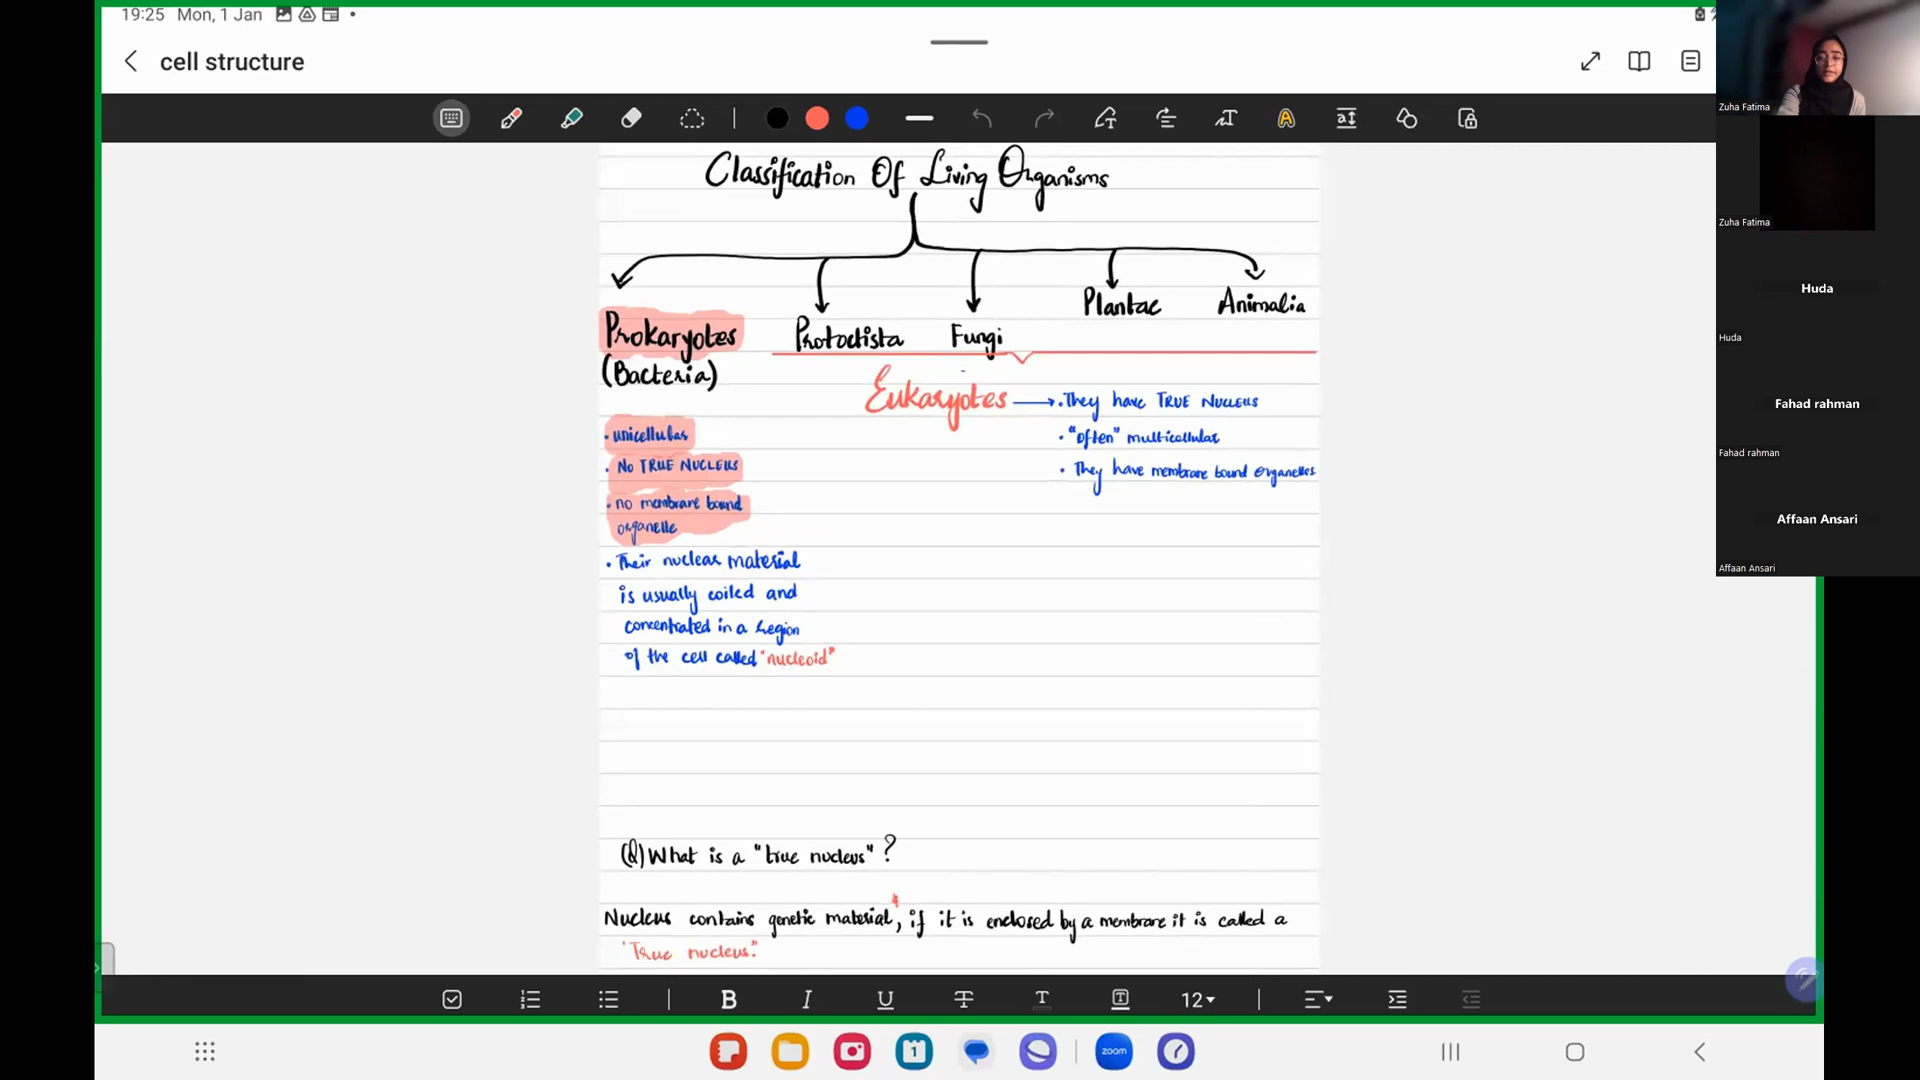 19:25 Mon, 1 Jan
cell structure
Classification Of Living Organisms
Prokaryotes
(Bacteria)
Protoctista
Fungi
Plantae
Animalia
Eukaryotes
• They have TRUE NUCLEUS
• "often" multicellular
• They have membrane bound organelles
• unicellular
• NO TRUE NUCLEUS
• no membrane bound
organelle
• Their nuclear material
is usually coiled and
concentrated in a region
of the cell called "nucleoid"
(Q) What is a "true nucleus"?
Nucleus contains genetic material, if it is enclosed by a membrane it is called a
"True nucleus."
B I U T T T 12
1
zoom
Zuha Fatima
Zuha Fatima
Huda
Huda
Fahad rahman
Fahad rahman
Affaan Ansari
Affaan Ansari